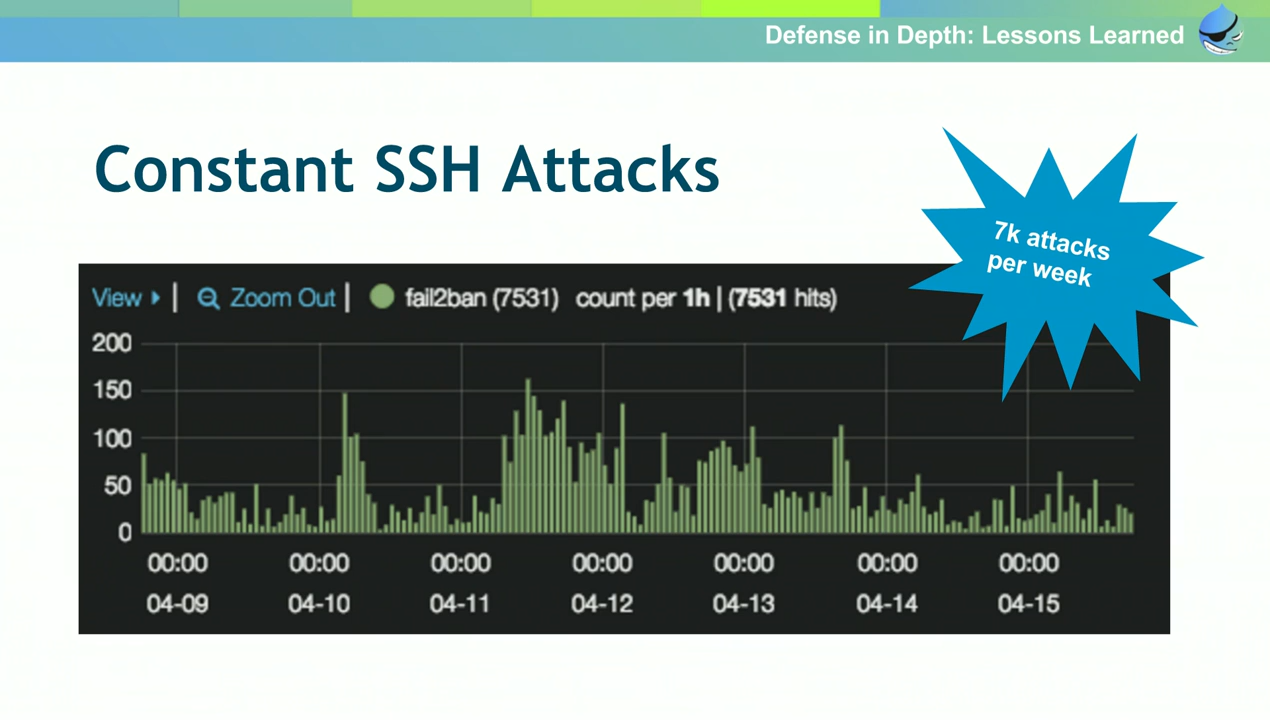 Defense in Depth: Lessons Learned
Constant SSH Attacks
7k attacks
per week
View | Zoom Out | fail2ban (7531) count per 1h | (7531 hits)
200
150
100
50
0
00:00 00:00 00:00 00:00 00:00 00:00 00:00
04-09 04-10 04-11 04-12 04-13 04-14 04-15